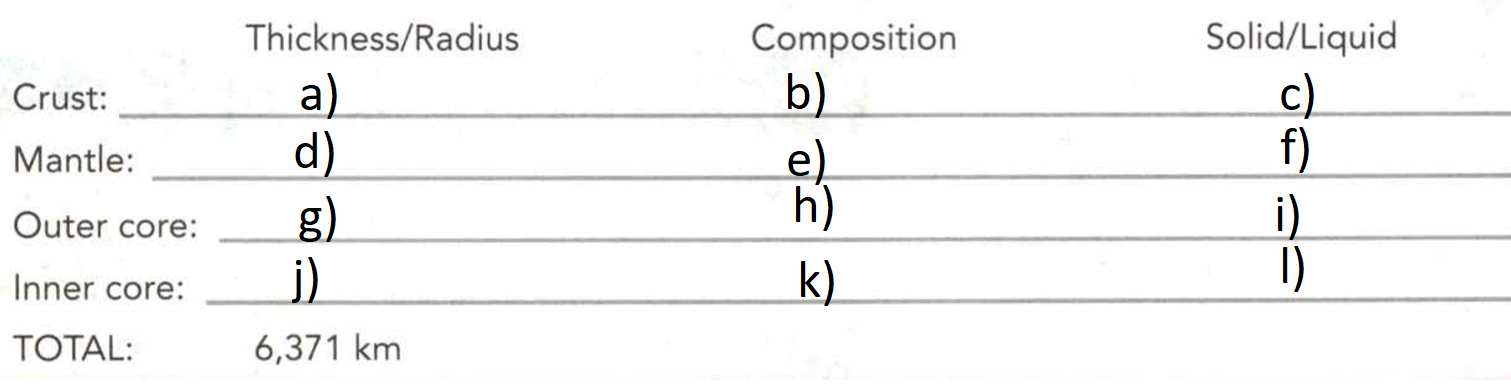 Thickness/Radius Composition Solid/Liquid
Crust: a) b) c)
Mantle: d) e) f)
Outer core: g) h) i)
Inner core: j) k) l)
TOTAL: 6,371 km